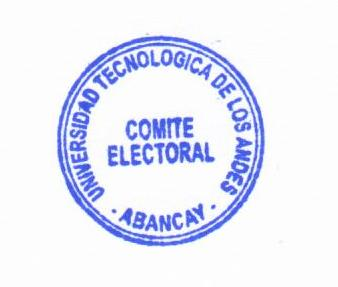 UNIVERSIDAD TECNOLOGICA DE LOS ANDES
COMITE
ELECTORAL
- ABANCAY -